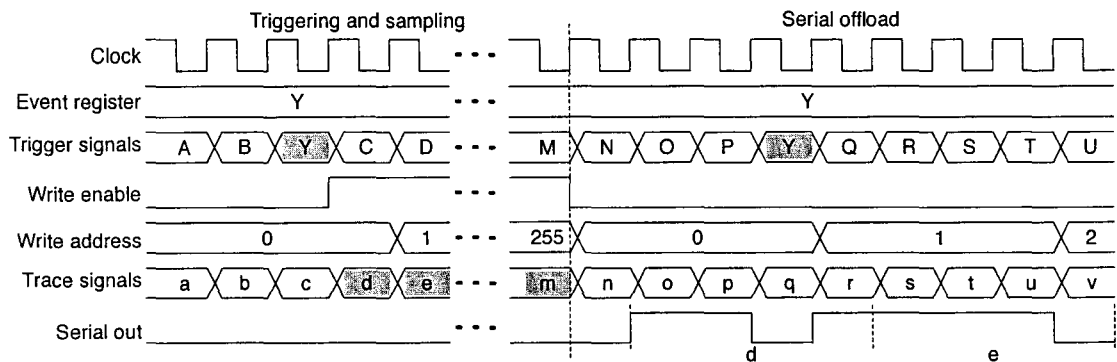 Triggering and sampling Serial offload
Clock
Event register Y Y
Trigger signals A B Y C D M N O P Y Q R S T U
Write enable
Write address 0 1 255 0 1 2
Trace signals a b c d e m n o p q r s t u v
Serial out
d e